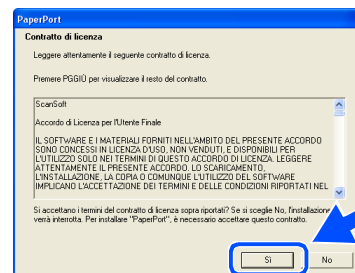 PaperPort
Contratto di licenza
Leggere attentamente il seguente contratto di licenza.
Premere PGGIÙ per visualizzare il resto del contratto.
ScanSoft
Accordo di Licenza per l'Utente Finale
IL SOFTWARE E I MATERIALI FORNITI NELL'AMBITO DEL PRESENTE ACCORDO
SONO CONCESSI IN LICENZA D'USO, NON VENDUTI, E DISPONIBILI PER
L'UTILIZZO SOLO NEI TERMINI DI QUESTO ACCORDO DI LICENZA. LEGGERE
ATTENTAMENTE IL PRESENTE ACCORDO. LO SCARICAMENTO,
L'INSTALLAZIONE, LA COPIA O COMUNQUE L'UTILIZZO DEL SOFTWARE
IMPLICANO L'ACCETTAZIONE DEI TERMINI E DELLE CONDIZIONI RIPORTATI NEL
Si accettano i termini del contratto di licenza sopra riportati? Se si sceglie No, l'installazione
verrà interrotta. Per installare "PaperPort", è necessario accettare questo contratto.
Sì
No